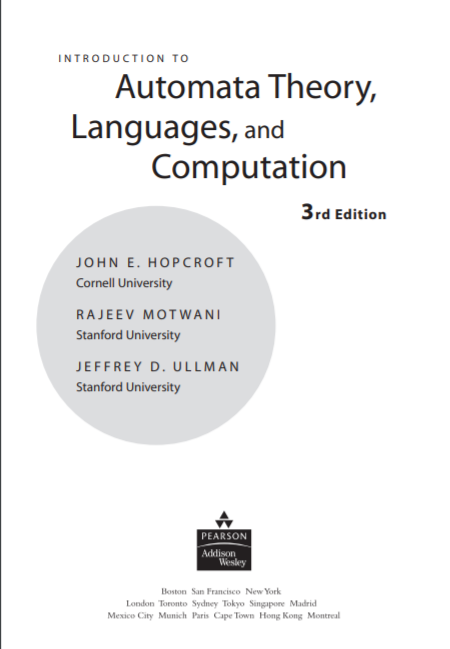 INTRODUCTION TO
Automata Theory,
Languages, and
Computation
3rd Edition
JOHN E. HOPCROFT
Cornell University
RAJEEV MOTWANI
Stanford University
JEFFREY D. ULLMAN
Stanford University
PEARSON
Addison
Wesley
Boston San Francisco New York
London Toronto Sydney Tokyo Singapore Madrid
Mexico City Munich Paris Cape Town Hong Kong Montreal